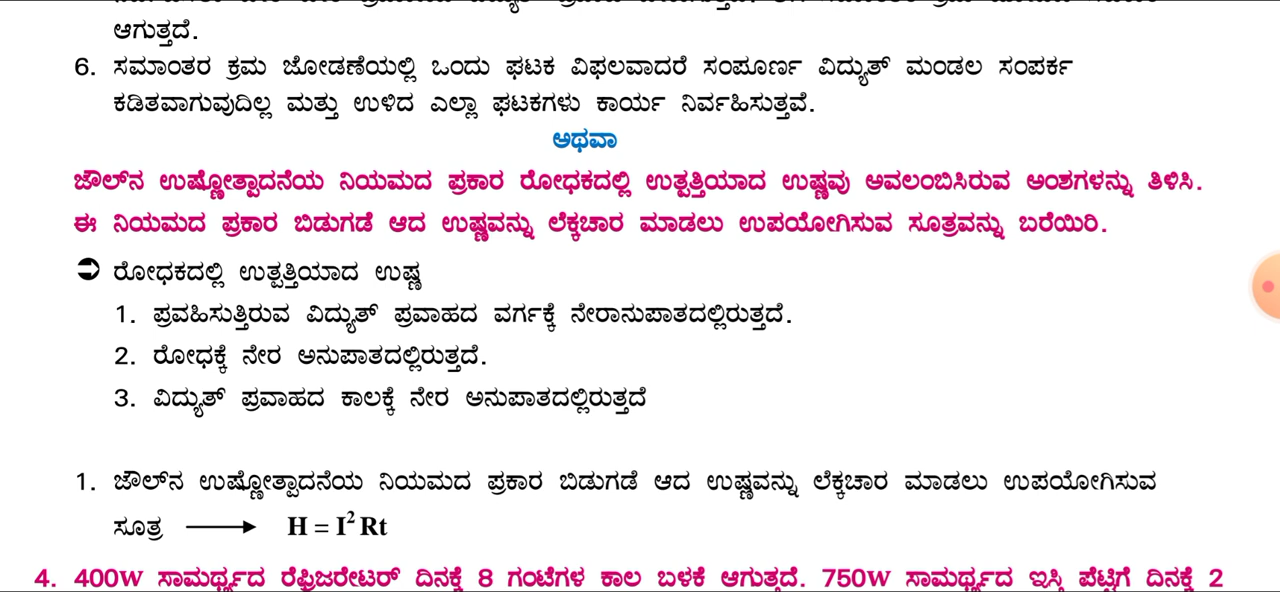 ಆಗುತ್ತದೆ.
6. ಸಮಾಂತರ ಕ್ರಮ ಜೋಡಣೆಯಲ್ಲಿ ಒಂದು ಘಟಕ ವಿಫಲವಾದರೆ ಸಂಪೂರ್ಣ ವಿದ್ಯುತ್ ಮಂಡಲ ಸಂಪರ್ಕ
ಕಡಿತವಾಗುವುದಿಲ್ಲ ಮತ್ತು ಉಳಿದ ಎಲ್ಲಾ ಘಟಕಗಳು ಕಾರ್ಯ ನಿರ್ವಹಿಸುತ್ತವೆ.
ಅಥವಾ
ಜೌಲ್‌ನ ಉಷ್ಣೋತ್ಪಾದನೆಯ ನಿಯಮದ ಪ್ರಕಾರ ರೋಧಕದಲ್ಲಿ ಉತ್ಪತ್ತಿಯಾದ ಉಷ್ಣವು ಅವಲಂಬಿಸಿರುವ ಅಂಶಗಳನ್ನು ತಿಳಿಸಿ.
ಈ ನಿಯಮದ ಪ್ರಕಾರ ಬಿಡುಗಡೆ ಆದ ಉಷ್ಣವನ್ನು ಲೆಕ್ಕಚಾರ ಮಾಡಲು ಉಪಯೋಗಿಸುವ ಸೂತ್ರವನ್ನು ಬರೆಯಿರಿ.
➲ ರೋಧಕದಲ್ಲಿ ಉತ್ಪತ್ತಿಯಾದ ಉಷ್ಣ
1. ಪ್ರವಹಿಸುತ್ತಿರುವ ವಿದ್ಯುತ್ ಪ್ರವಾಹದ ವರ್ಗಕ್ಕೆ ನೇರಾನುಪಾತದಲ್ಲಿರುತ್ತದೆ.
2. ರೋಧಕ್ಕೆ ನೇರ ಅನುಪಾತದಲ್ಲಿರುತ್ತದೆ.
3. ವಿದ್ಯುತ್ ಪ್ರವಾಹದ ಕಾಲಕ್ಕೆ ನೇರ ಅನುಪಾತದಲ್ಲಿರುತ್ತದೆ
1. ಜೌಲ್‌ನ ಉಷ್ಣೋತ್ಪಾದನೆಯ ನಿಯಮದ ಪ್ರಕಾರ ಬಿಡುಗಡೆ ಆದ ಉಷ್ಣವನ್ನು ಲೆಕ್ಕಚಾರ ಮಾಡಲು ಉಪಯೋಗಿಸುವ
ಸೂತ್ರ ⟶ H = I² Rt
4. 400W ಸಾಮರ್ಥ್ಯದ ರೆಫ್ರಿಜರೇಟರ್ ದಿನಕ್ಕೆ 8 ಗಂಟೆಗಳ ಕಾಲ ಬಳಕೆ ಆಗುತ್ತದೆ. 750W ಸಾಮರ್ಥ್ಯದ ಇಸ್ತ್ರಿ ಪೆಟ್ಟಿಗೆ ದಿನಕ್ಕೆ 2